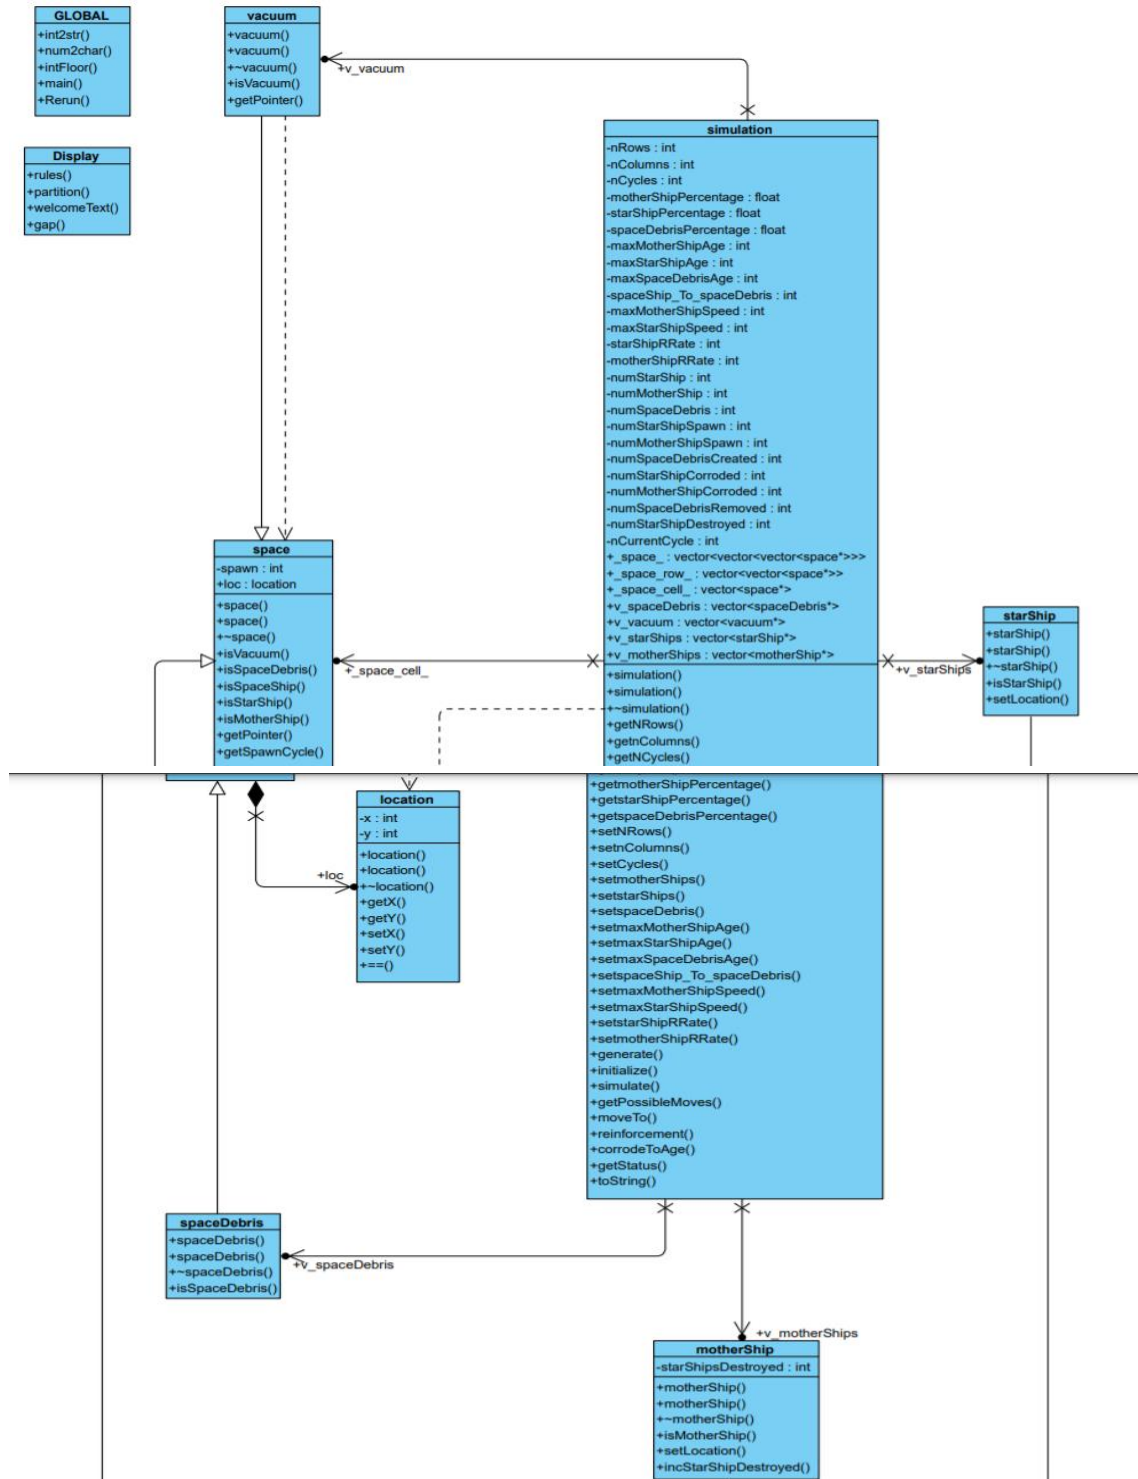 GLOBAL
+int2str()
+num2char()
+intFloor()
+main()
+Rerun()
vacuum
+vacuum()
+vacuum()
+~vacuum()
+isVacuum()
+getPointer()
+v_vacuum
Display
+rules()
+partition()
+welcomeText()
+gap()
simulation
-nRows : int
-nColumns : int
-nCycles : int
-motherShipPercentage : float
-starShipPercentage : float
-spaceDebrisPercentage : float
-maxMotherShipAge : int
-maxStarShipAge : int
-maxSpaceDebrisAge : int
-spaceShip_To_spaceDebris : int
-maxMotherShipSpeed : int
-maxStarShipSpeed : int
-starShipRRate : int
-motherShipRRate : int
-numStarShip : int
-numMotherShip : int
-numSpaceDebris : int
-numStarShipSpawn : int
-numMotherShipSpawn : int
-numSpaceDebrisCreated : int
-numStarShipCorroded : int
-numMotherShipCorroded : int
-numSpaceDebrisRemoved : int
-numStarShipDestroyed : int
-nCurrentCycle : int
+_space_ : vector<vector<vector<space*>>>
+_space_row_ : vector<vector<space*>>
+_space_cell_ : vector<space*>
+v_spaceDebris : vector<spaceDebris*>
+v_vacuum : vector<vacuum*>
+v_starShips : vector<starShip*>
+v_motherShips : vector<motherShip*>
+simulation()
+simulation()
+~simulation()
+getNRows()
+getnColumns()
+getNCycles()
space
-spawn : int
+loc : location
+space()
+space()
+~space()
+isVacuum()
+isSpaceDebris()
+isSpaceShip()
+isStarShip()
+isMotherShip()
+getPointer()
+getSpawnCycle()
+_space_cell_
+v_starShips
starShip
+starShip()
+starShip()
+~starShip()
+isStarShip()
+setLocation()
+getmotherShipPercentage()
+getstarShipPercentage()
+getspaceDebrisPercentage()
+setNRows()
+setnColumns()
+setCycles()
+setmotherShips()
+setstarShips()
+setspaceDebris()
+setmaxMotherShipAge()
+setmaxStarShipAge()
+setmaxSpaceDebrisAge()
+setspaceShip_To_spaceDebris()
+setmaxMotherShipSpeed()
+setmaxStarShipSpeed()
+setstarShipRRate()
+setmotherShipRRate()
+generate()
+initialize()
+simulate()
+getPossibleMoves()
+moveTo()
+reinforcement()
+corrodeToAge()
+getStatus()
+toString()
location
-x : int
-y : int
+location()
+location()
+~location()
+getX()
+getY()
+setX()
+setY()
+==()
+loc
spaceDebris
+spaceDebris()
+spaceDebris()
+~spaceDebris()
+isSpaceDebris()
+v_spaceDebris
+v_motherShips
motherShip
-starShipsDestroyed : int
+motherShip()
+motherShip()
+~motherShip()
+isMotherShip()
+setLocation()
+incStarShipDestroyed()